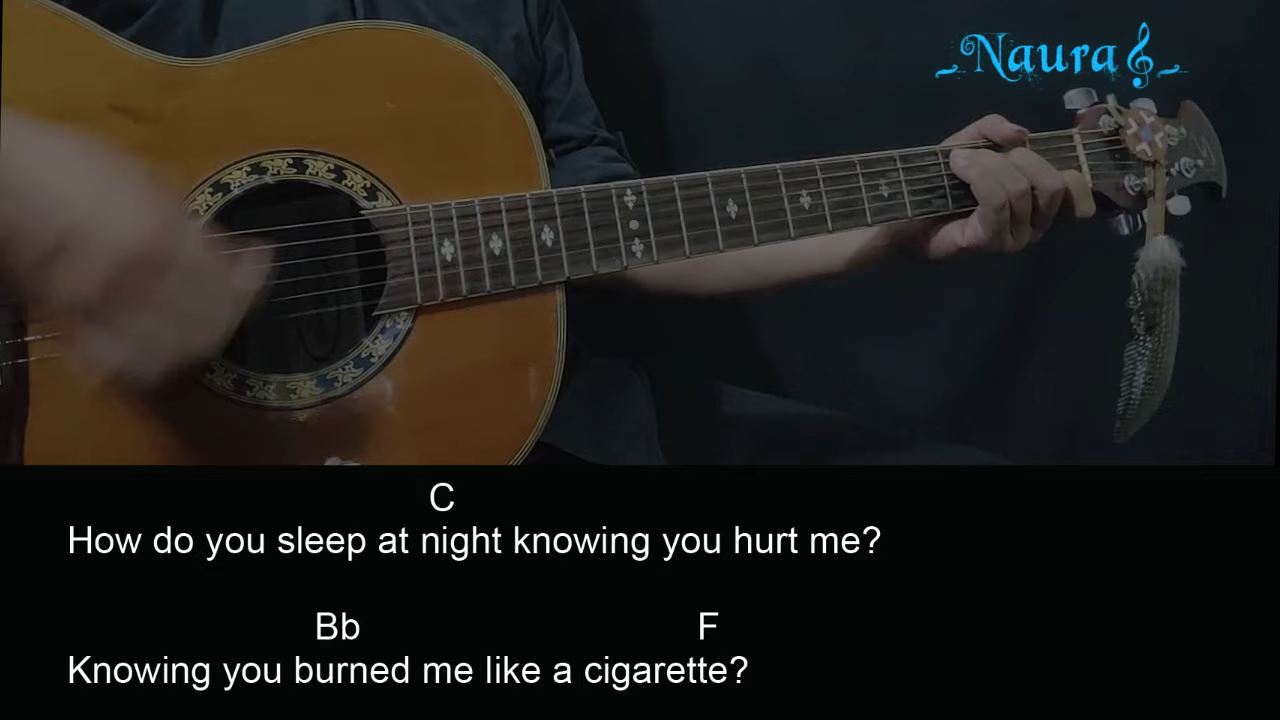 Naura
C
How do you sleep at night knowing you hurt me?
Bb F
Knowing you burned me like a cigarette?